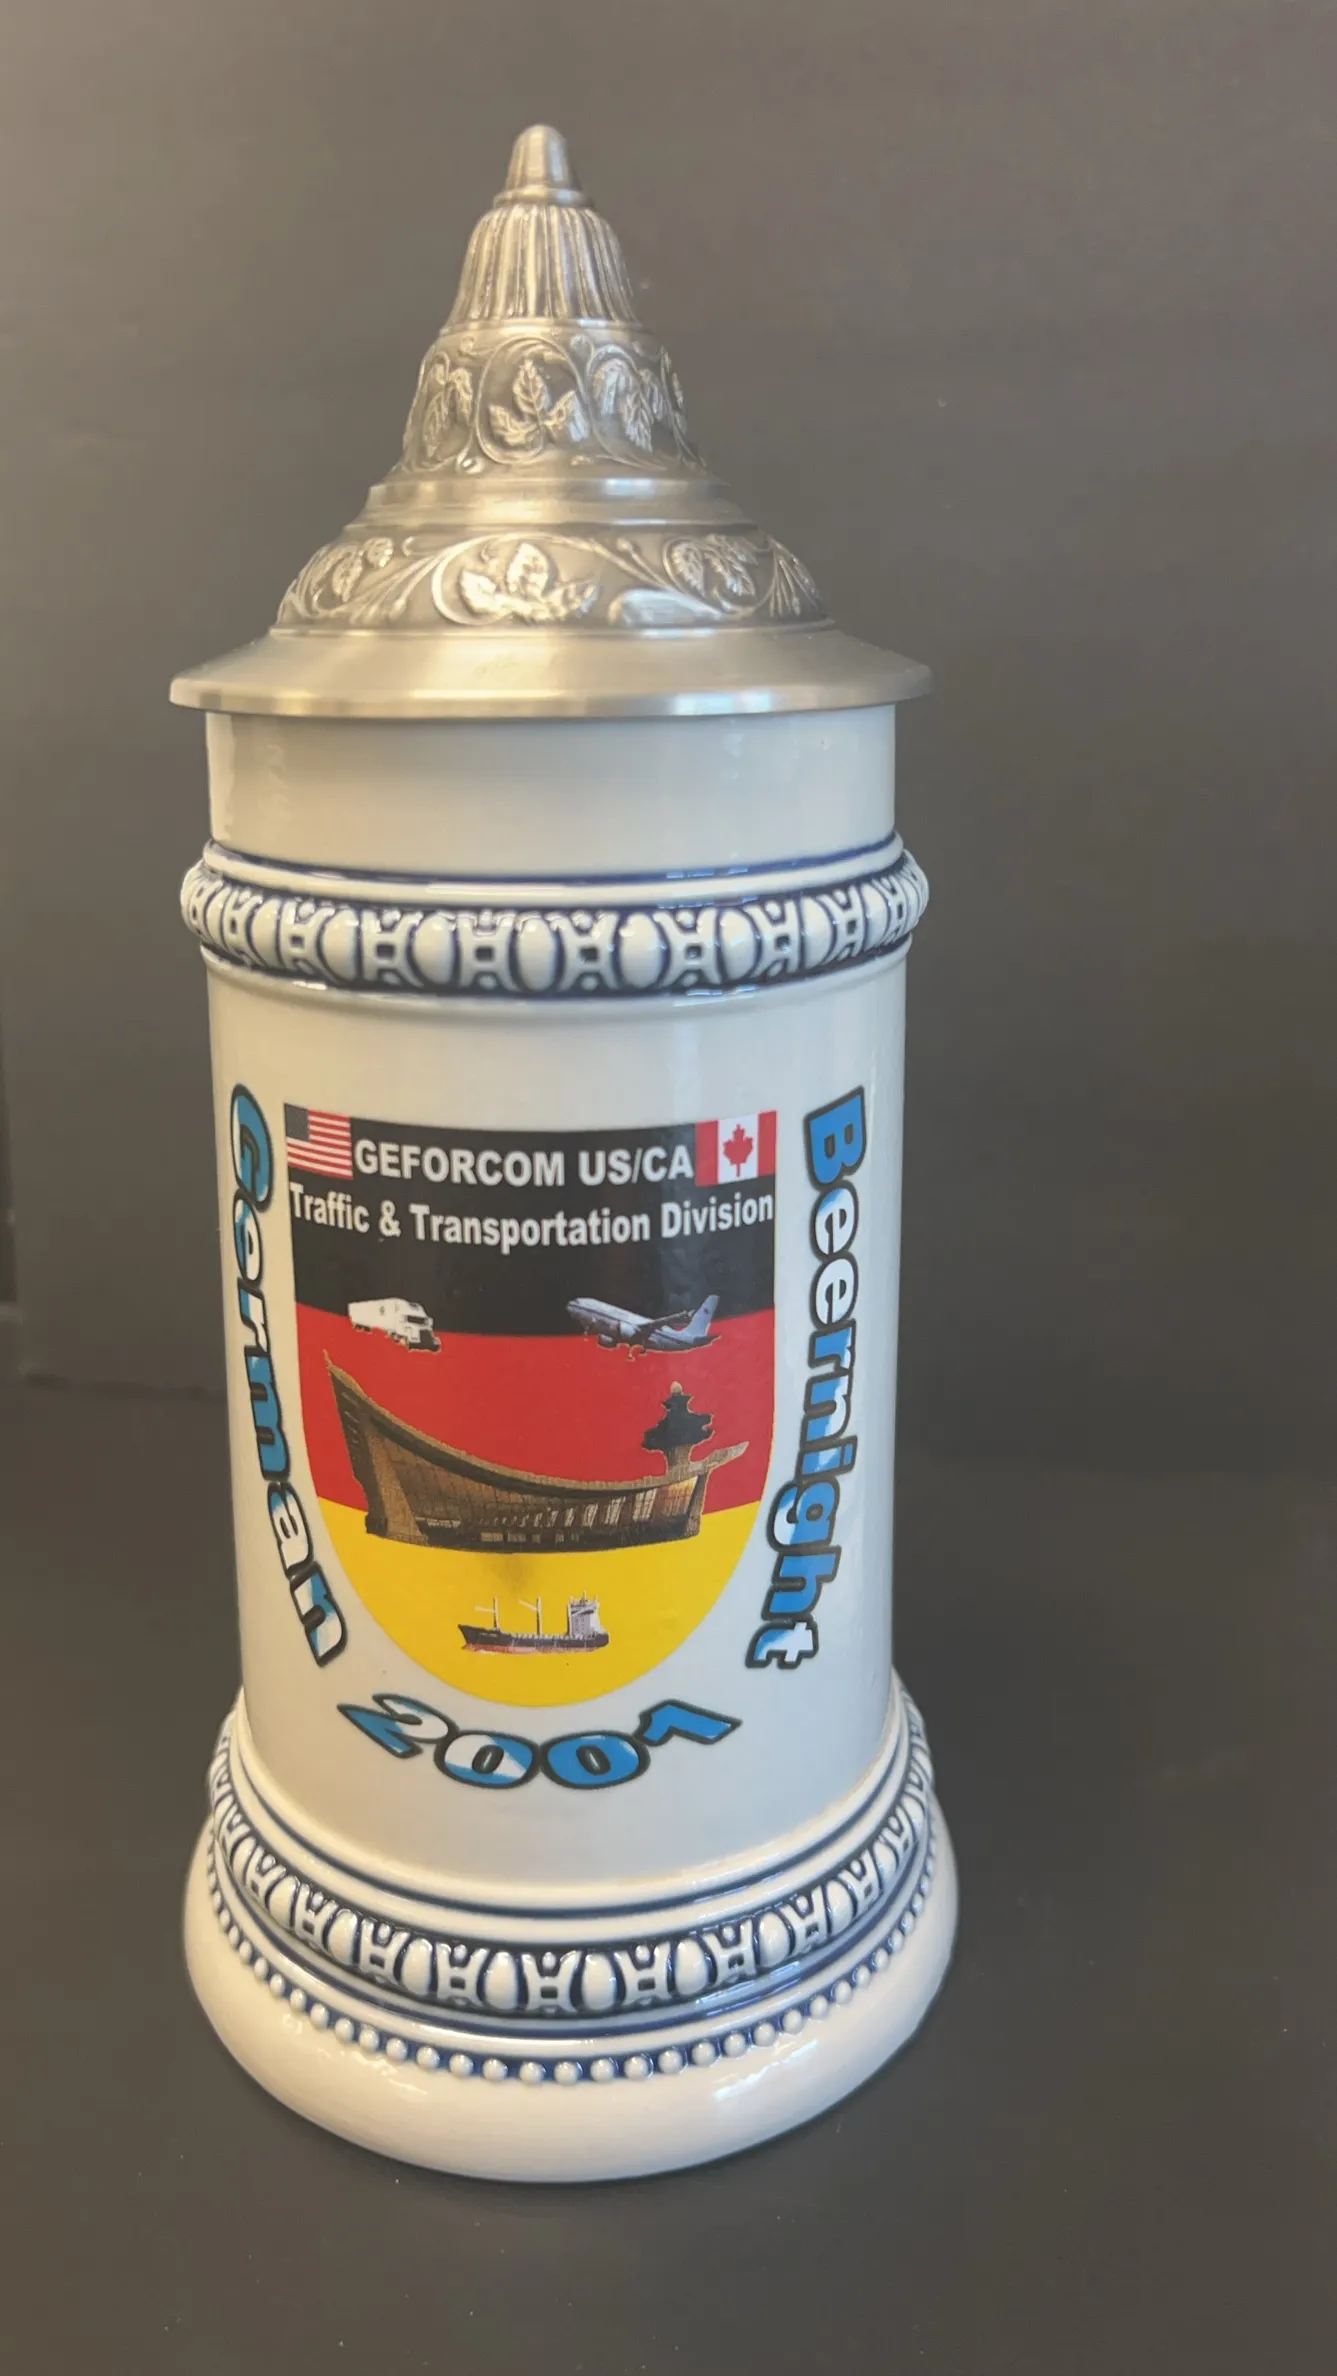 GEFORCOM US/CA
Traffic & Transportation Division
German
Beernight
2001